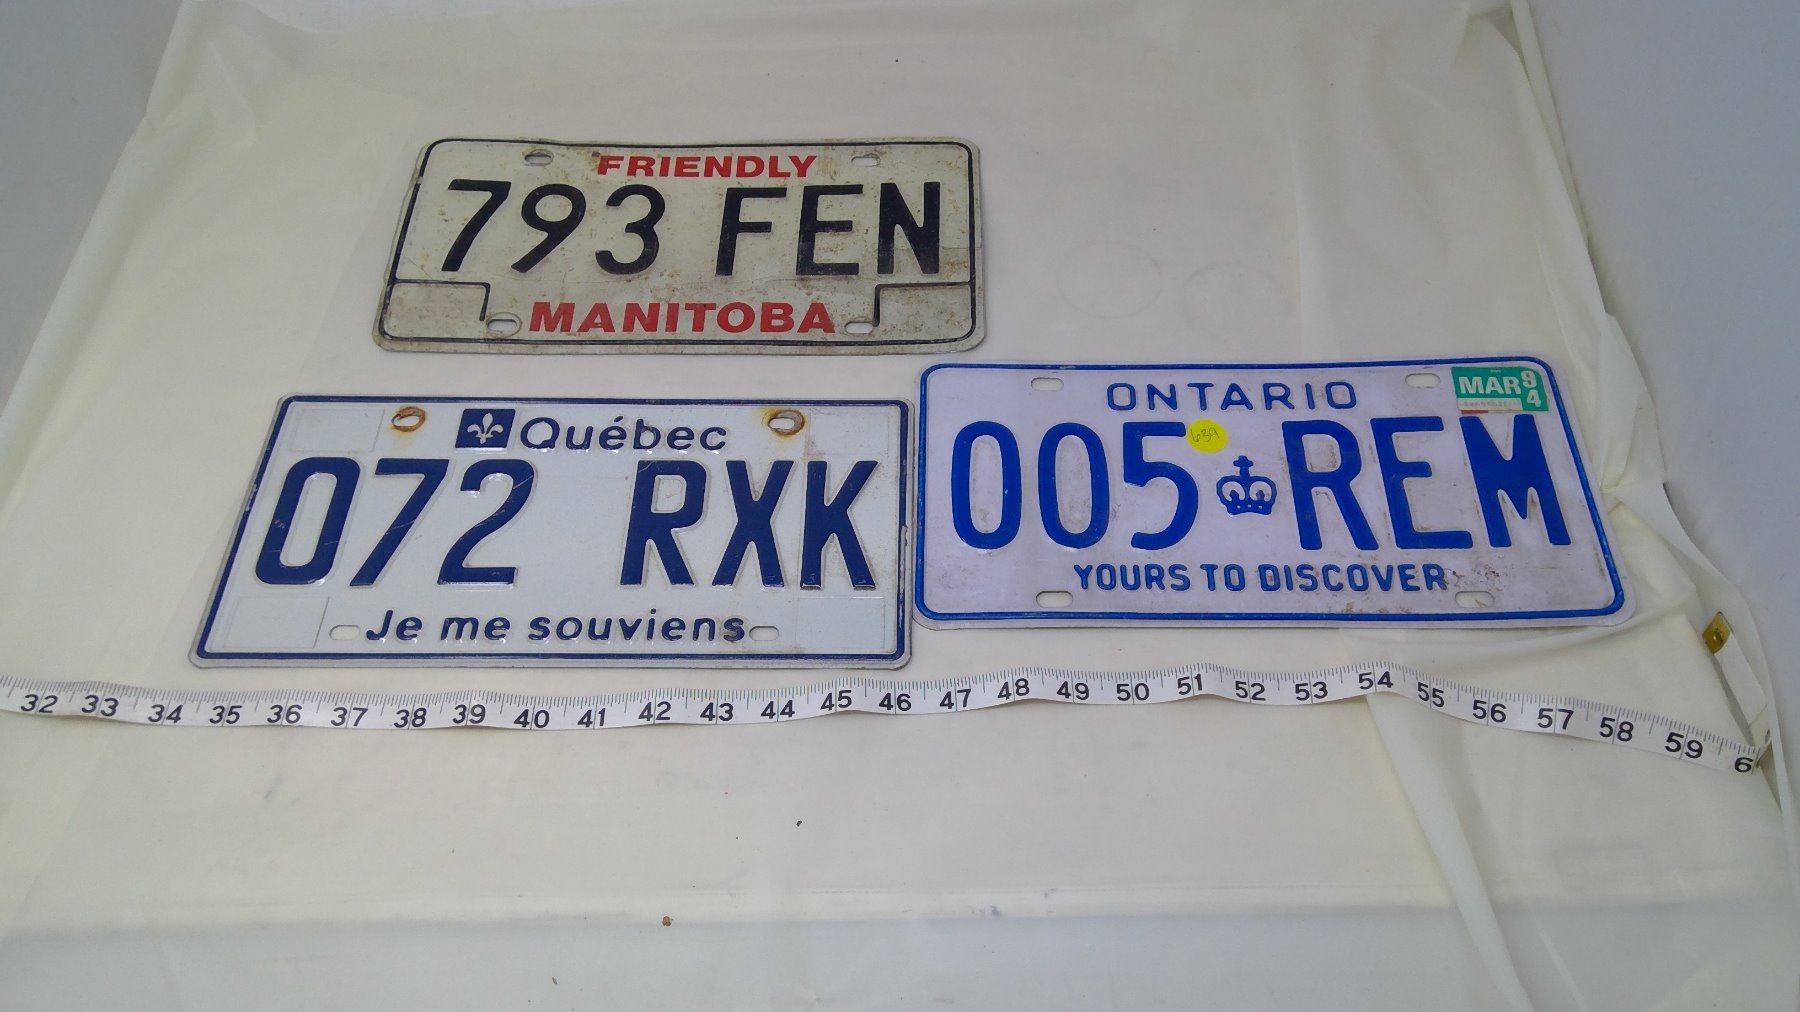 FRIENDLY
793 FEN
MANITOBA
Québec
072 RXK
Je me souviens
ONTARIO
MAR 94
639
005 REM
YOURS TO DISCOVER
32 33 34 35 36 37 38 39 40 41 42 43 44 45 46 47 48 49 50 51 52 53 54 55 56 57 58 59 6